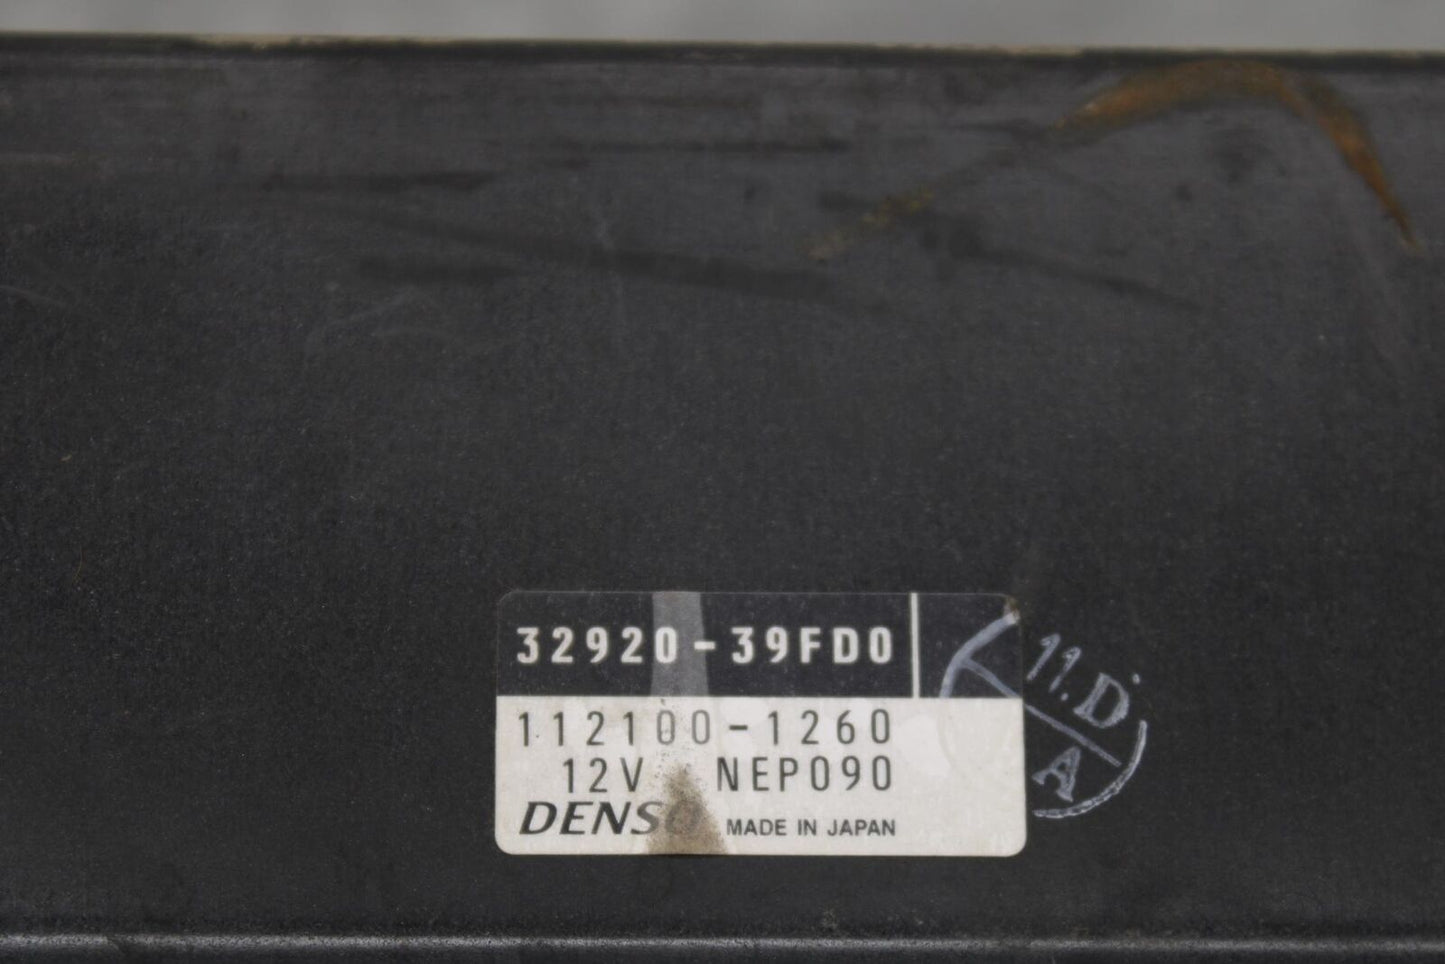 32920-39FD0
112100-1260
12V NEP090
DENSO MADE IN JAPAN
11.D
A